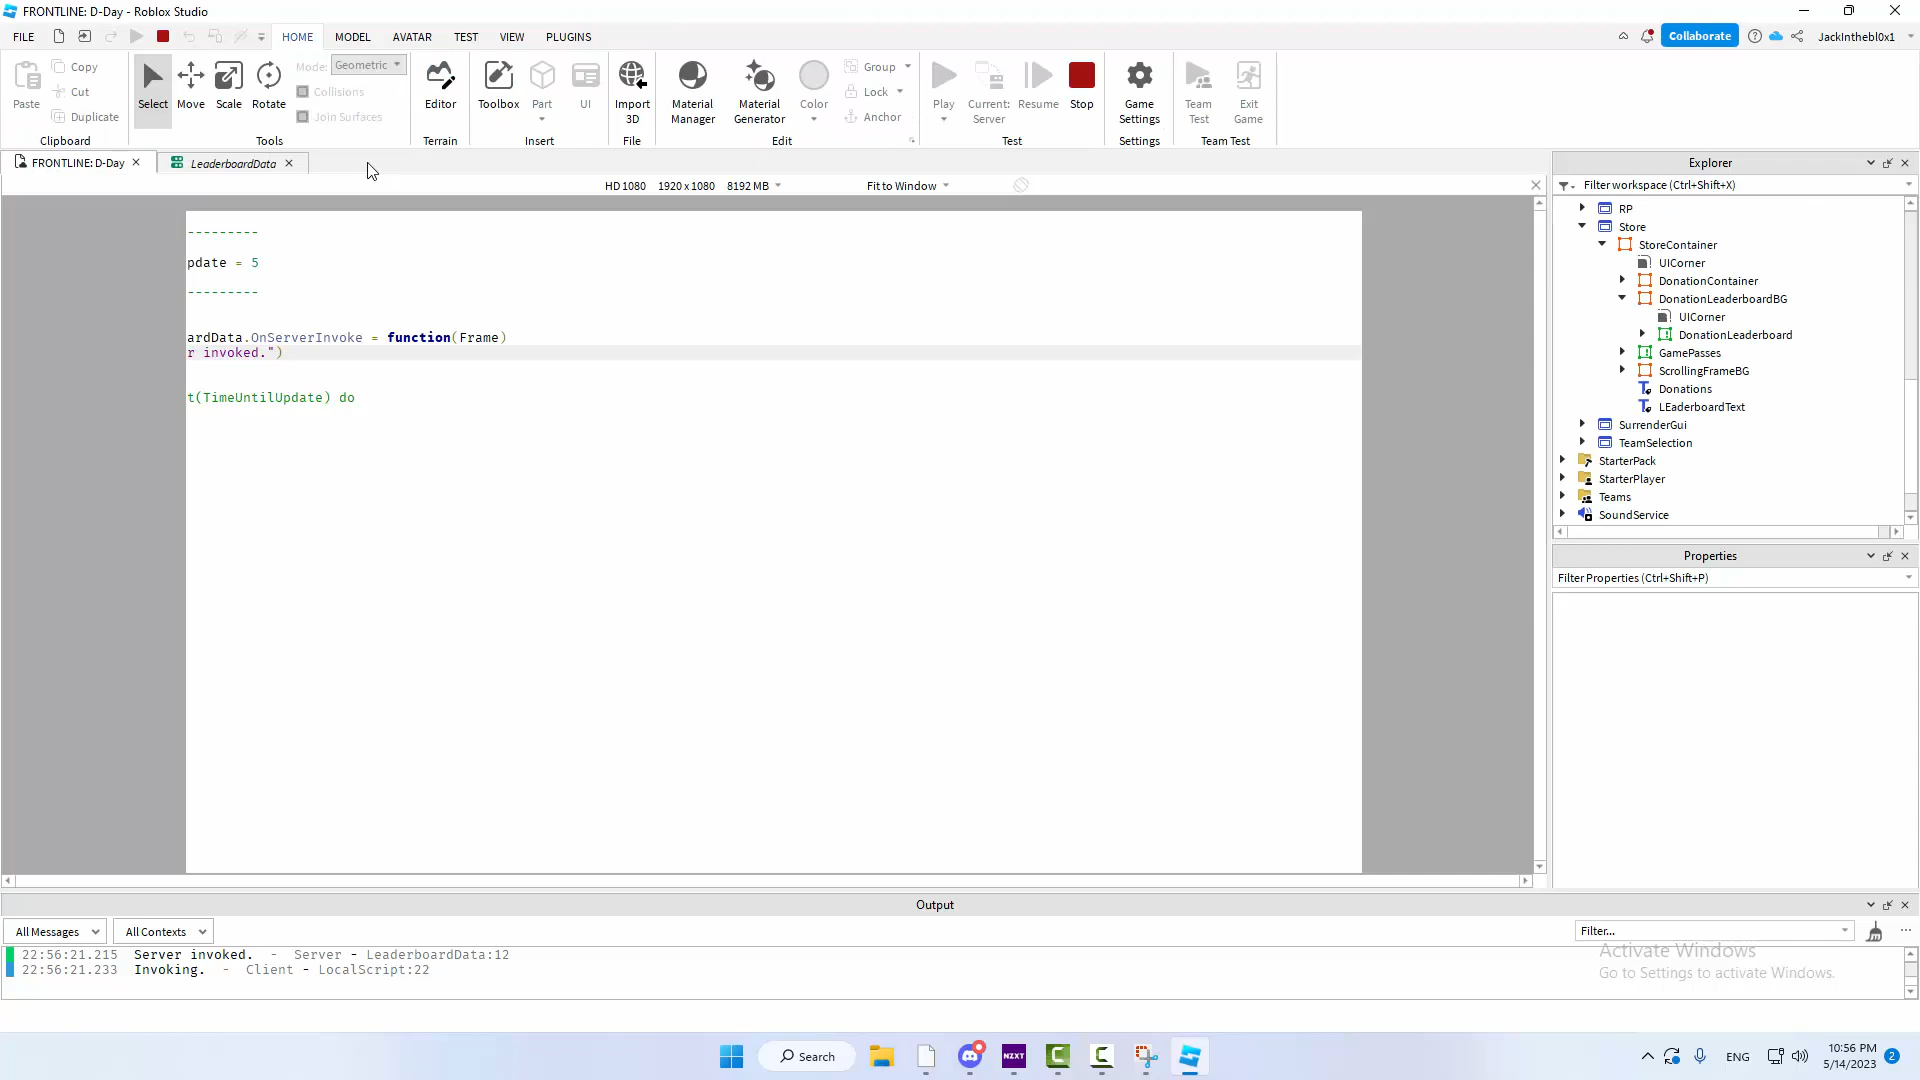 FRONTLINE: D-Day - Roblox Studio
FILE HOME MODEL AVATAR TEST VIEW PLUGINS Collaborate JackInthebl0x1
Paste Copy Cut Duplicate Clipboard
Select Move Scale Rotate Mode: Geometric Collisions Join Surfaces Tools
Editor Terrain
Toolbox Part UI Insert
Import 3D File
Material Manager Material Generator Color Group Lock Anchor Edit
Play Current: Server Resume Stop Test
Game Settings Settings
Team Test Exit Game Team Test
FRONTLINE: D-Day LeaderboardData
HD 1080 1920 x 1080 8192 MB Fit to Window
---------
pdate = 5
---------
ardData.OnServerInvoke = function(Frame)
r invoked.")
t(TimeUntilUpdate) do
Explorer
Filter workspace (Ctrl+Shift+X)
RP
Store
StoreContainer
UICorner
DonationContainer
DonationLeaderboardBG
UICorner
DonationLeaderboard
GamePasses
ScrollingFrameBG
Donations
LEaderboardText
SurrenderGui
TeamSelection
StarterPack
StarterPlayer
Teams
SoundService
Properties
Filter Properties (Ctrl+Shift+P)
Output
All Messages All Contexts Filter...
22:56:21.215 Server invoked. - Server - LeaderboardData:12
22:56:21.233 Invoking. - Client - LocalScript:22
Activate Windows
Go to Settings to activate Windows.
Search NZXT ENG 10:56 PM
5/14/2023 2